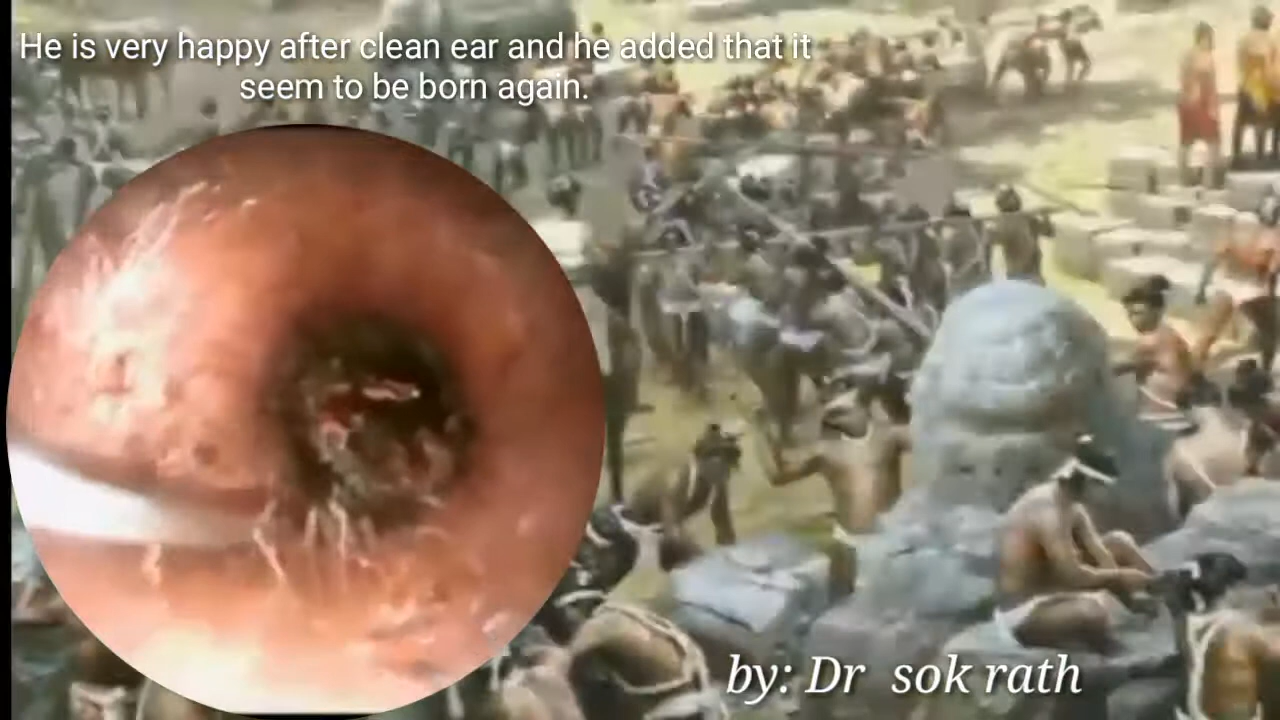 He is very happy after clean ear and he added that it
seem to be born again.
by: Dr sok rath